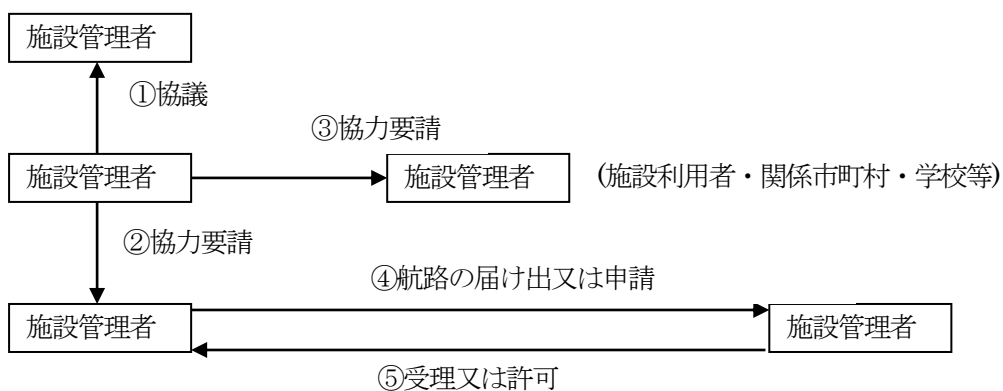 施設管理者
①協議
③協力要請
施設管理者
施設管理者
(施設利用者・関係市町村・学校等)
②協力要請
④航路の届け出又は申請
施設管理者
施設管理者
⑤受理又は許可